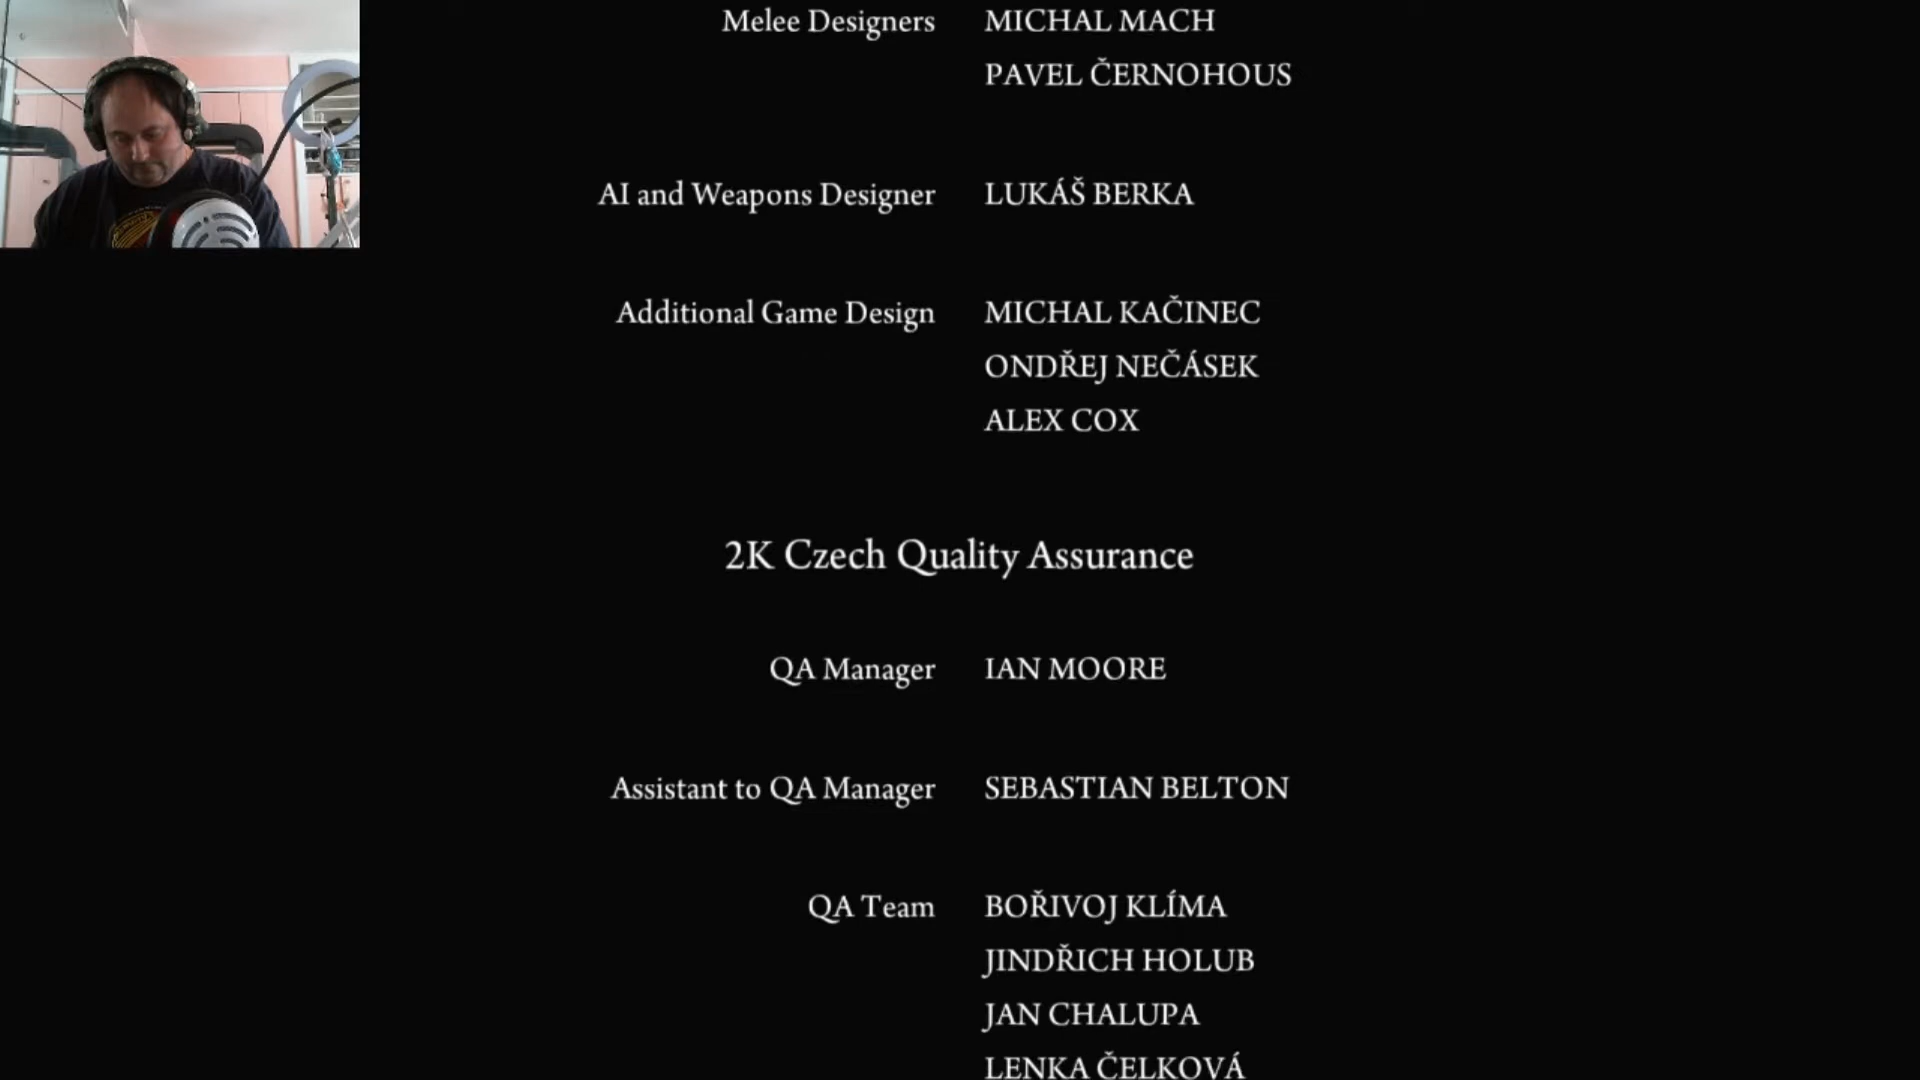 Melee Designers MICHAL MACH
PAVEL ČERNOHOUS
AI and Weapons Designer LUKÁŠ BERKA
Additional Game Design MICHAL KAČINEC
ONDŘEJ NEČÁSEK
ALEX COX
2K Czech Quality Assurance
QA Manager IAN MOORE
Assistant to QA Manager SEBASTIAN BELTON
QA Team BOŘIVOJ KLÍMA
JINDŘICH HOLUB
JAN CHALUPA
LENKA ČELKOVÁ